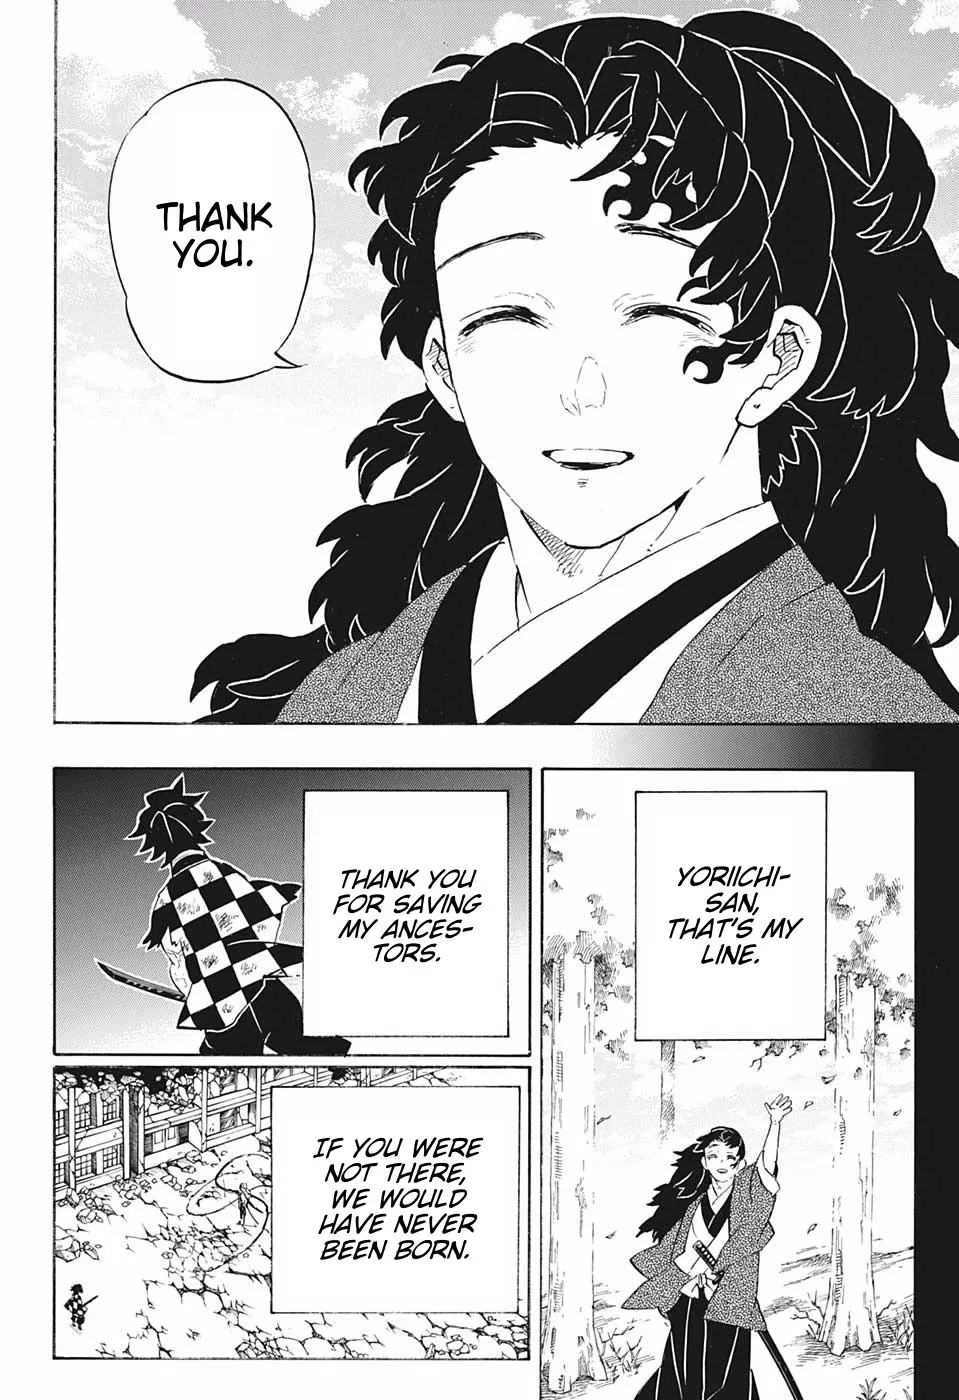 THANK
YOU.
YORIICHI-
SAN,
THAT'S MY
LINE.
THANK YOU
FOR SAVING
MY ANCES-
TORS.
IF YOU WERE
NOT THERE,
WE WOULD
HAVE NEVER
BEEN BORN.